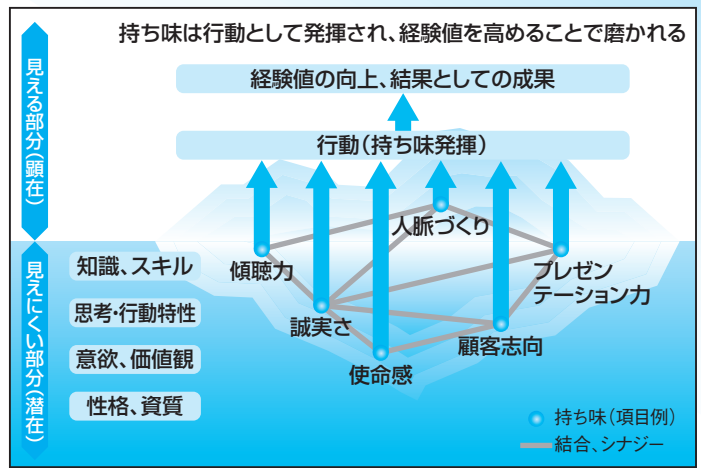 持ち味は行動として発揮され、経験値を高めることで磨かれる
見える部分（顕在）
経験値の向上、結果としての成果
行動（持ち味発揮）
人脈づくり
見えにくい部分（潜在）
知識、スキル
傾聴力
プレゼン
テーション力
思考・行動特性
誠実さ
顧客志向
意欲、価値観
使命感
性格、資質
持ち味（項目例）
結合、シナジー